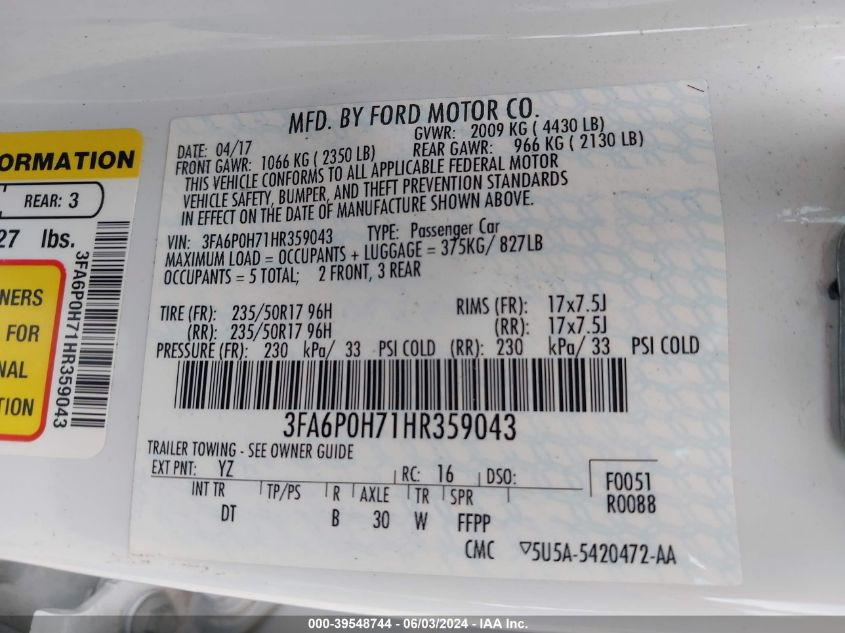 MFD. BY FORD MOTOR CO.
DATE: 04/17 GVWR: 2009 KG ( 4430 LB)
FRONT GAWR: 1066 KG ( 2350 LB) REAR GAWR: 966 KG ( 2130 LB)
THIS VEHICLE CONFORMS TO ALL APPLICABLE FEDERAL MOTOR
VEHICLE SAFETY, BUMPER, AND THEFT PREVENTION STANDARDS
IN EFFECT ON THE DATE OF MANUFACTURE SHOWN ABOVE.
VIN: 3FA6P0H71HR359043 TYPE: Passenger Car
MAXIMUM LOAD = OCCUPANTS + LUGGAGE = 375KG/ 827LB
OCCUPANTS = 5 TOTAL; 2 FRONT, 3 REAR
TIRE (FR): 235/50R17 96H RIMS (FR): 17x7.5J
(RR): 235/50R17 96H (RR): 17x7.5J
PRESSURE (FR): 230 kPa/ 33 PSI COLD (RR): 230 kPa/ 33 PSI COLD
3FA6P0H71HR359043
TRAILER TOWING - SEE OWNER GUIDE
EXT PNT: YZ RC: 16 DSO: F0051
INT TR TP/PS R AXLE TR SPR R0088
DT B 30 W FFPP
CMC 5U5A-5420472-AA
ORMATION
REAR: 3
27 lbs.
NERS
FOR
NAL
TION
3FA6P0H71HR359043
000-39548744 - 06/03/2024 - IAA Inc.